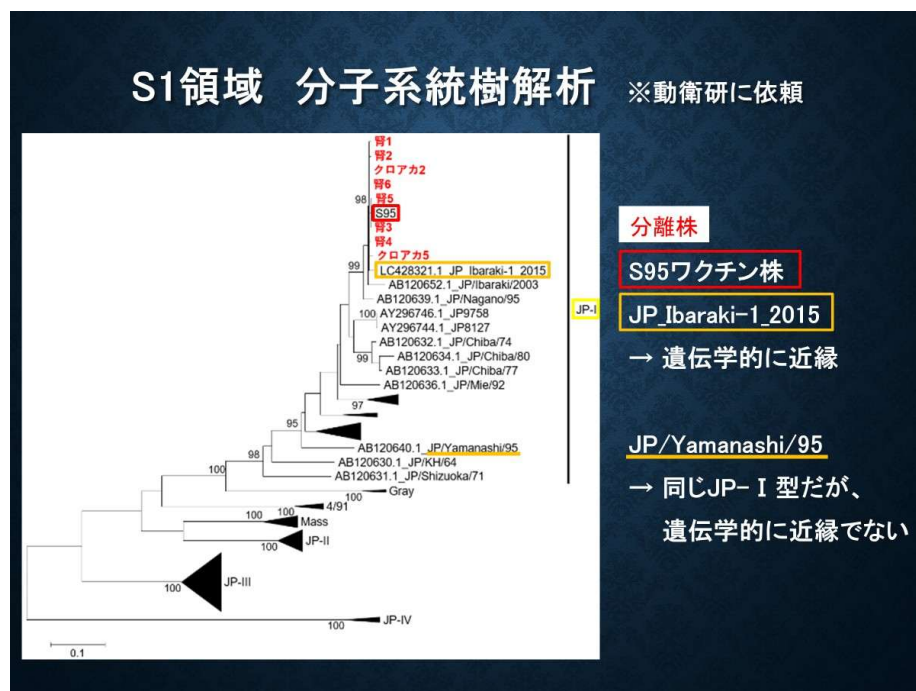 S1領域 分子系統樹解析 ※動衛研に依頼
腎1
腎2
クロアカ2
腎6
98
腎5
S95
腎3
腎4
クロアカ5
99
LC428321.1_JP_Ibaraki-1_2015
AB120652.1_JP/Ibaraki/2003
AB120639.1_JP/Nagano/95
100
AY296746.1_JP9758
AY296744.1_JP8127
AB120632.1_JP/Chiba/74
99
AB120634.1_JP/Chiba/80
AB120633.1_JP/Chiba/77
AB120636.1_JP/Mie/92
97
95
AB120640.1_JP/Yamanashi/95
98
AB120630.1_JP/KH/64
100
AB120631.1_JP/Shizuoka/71
100
Gray
100
100
4/91
100
Mass
100
JP-II
100
JP-III
100
JP-IV
0.1
JP-I
分離株
S95ワクチン株
JP_Ibaraki-1_2015
→ 遺伝学的に近縁
JP/Yamanashi/95
→ 同じJP-Ⅰ型だが、
遺伝学的に近縁でない